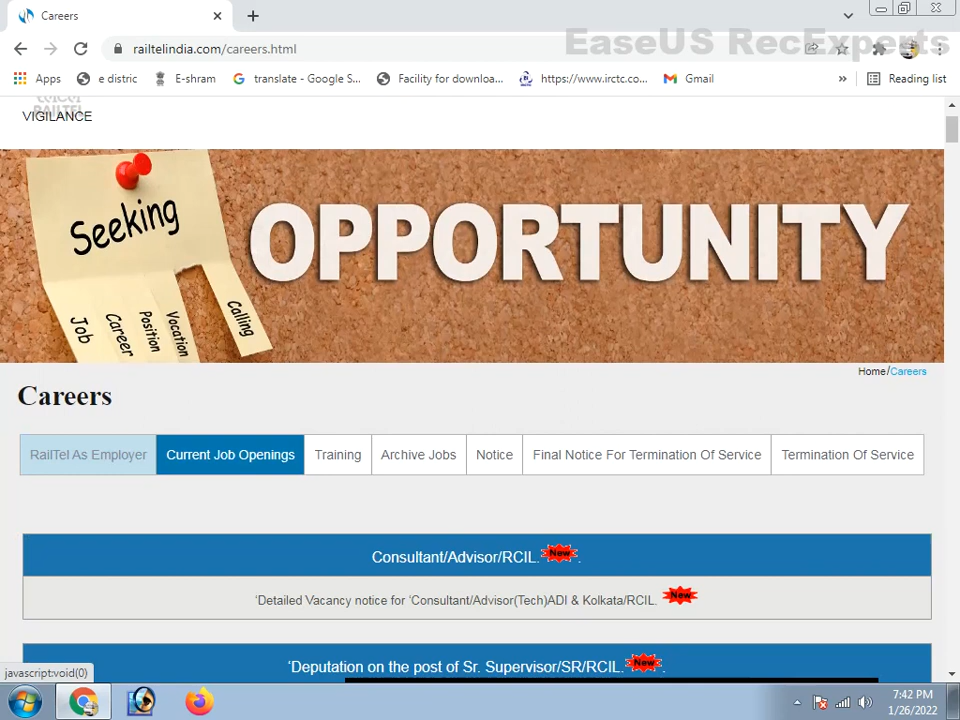 Careers
EaseUS RecExperts
railtelindia.com/careers.html
Apps
e distric
E-shram
translate - Google S...
Facility for downloa...
https://www.irctc.co...
Gmail
»
Reading list
RAILTEL
VIGILANCE
Seeking
OPPORTUNITY
Job
Career
Position
Vacation
Calling
Home/Careers
Careers
RailTel As Employer
Current Job Openings
Training
Archive Jobs
Notice
Final Notice For Termination Of Service
Termination Of Service
Consultant/Advisor/RCIL. New .
‘Detailed Vacancy notice for ‘Consultant/Advisor(Tech)ADI & Kolkata/RCIL. New
‘Deputation on the post of Sr. Supervisor/SR/RCIL. New .
javascript:void(0)
7:42 PM
1/26/2022